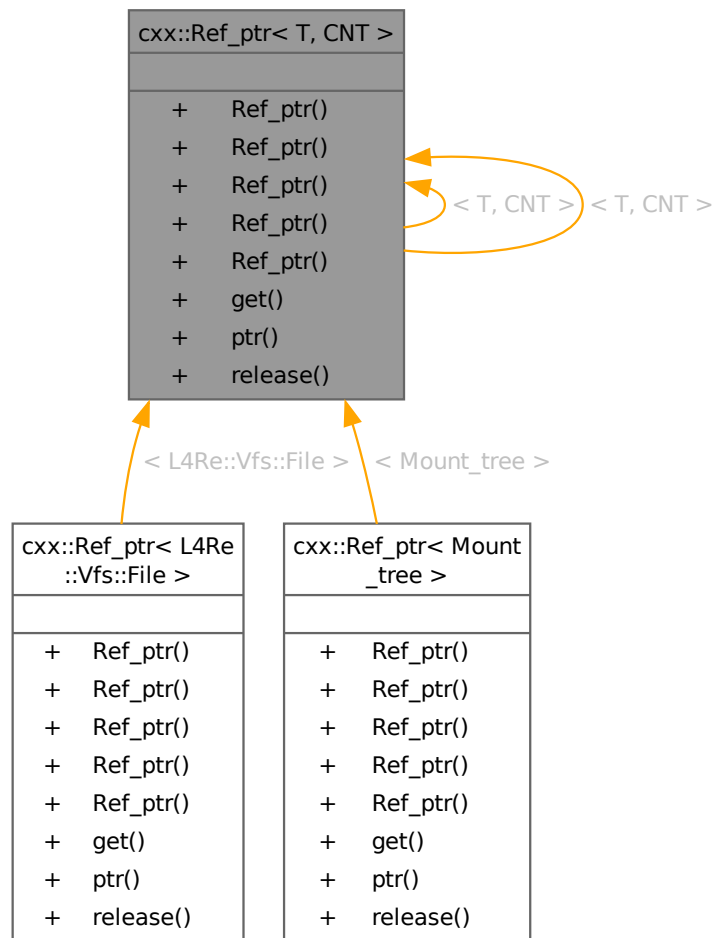 cxx::Ref_ptr< T, CNT >
+ Ref_ptr()
+ Ref_ptr()
+ Ref_ptr()
+ Ref_ptr()
+ Ref_ptr()
+ get()
+ ptr()
+ release()
< T, CNT >
< T, CNT >
< L4Re::Vfs::File >
< Mount_tree >
cxx::Ref_ptr< L4Re
::Vfs::File >
+ Ref_ptr()
+ Ref_ptr()
+ Ref_ptr()
+ Ref_ptr()
+ Ref_ptr()
+ get()
+ ptr()
+ release()
cxx::Ref_ptr< Mount
_tree >
+ Ref_ptr()
+ Ref_ptr()
+ Ref_ptr()
+ Ref_ptr()
+ Ref_ptr()
+ get()
+ ptr()
+ release()